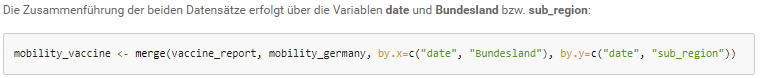 Die Zusammenführung der beiden Datensätze erfolgt über die Variablen date und Bundesland bzw. sub_region:
mobility_vaccine <- merge(vaccine_report, mobility_germany, by.x=c("date", "Bundesland"), by.y=c("date", "sub_region"))